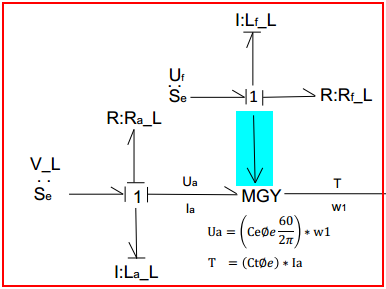 I:Lf_L
Uf
Se
1
R:Rf_L
R:Ra_L
V_L
Se
1
Ua
Ia
MGY
T
w1
Ua = (CeØe 60/2π) * w1
T = (CtØe) * Ia
I:La_L